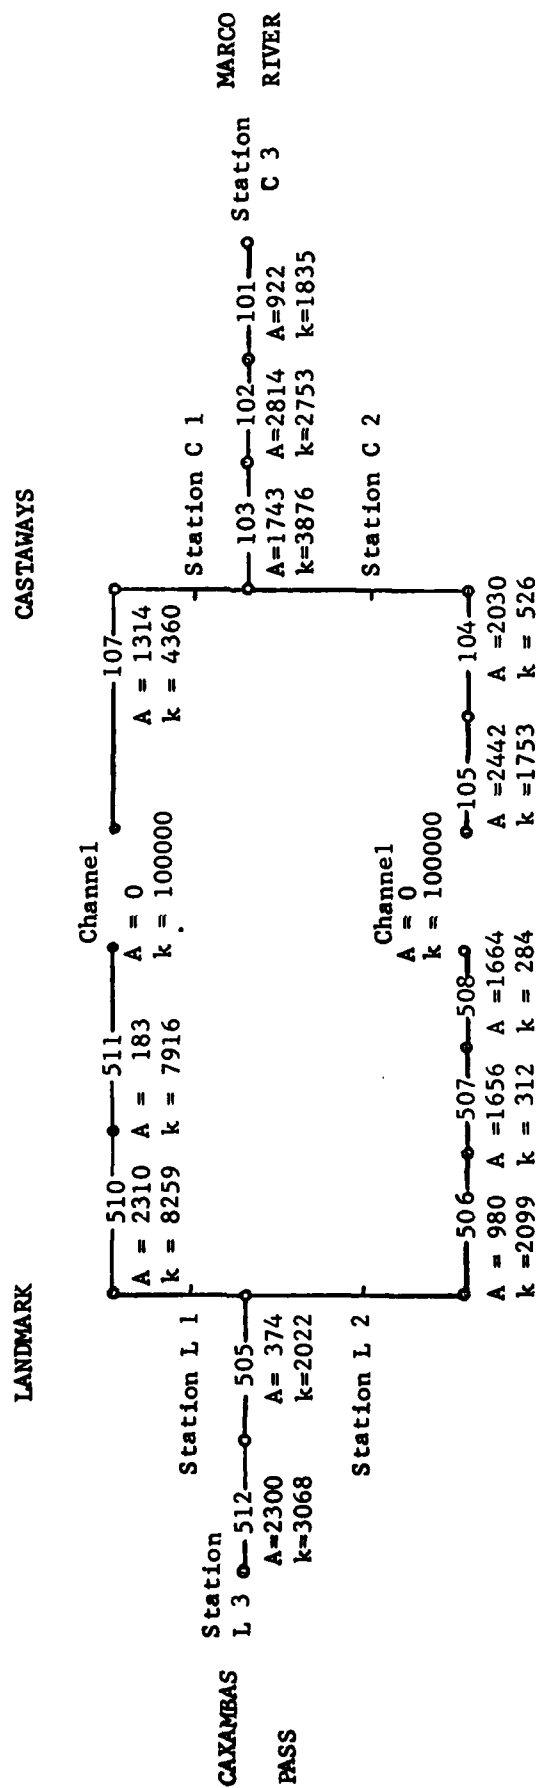 LANDMARK
CASTAWAYS
510
A = 2310
k = 8259
511
A = 183
k = 7916
Channel
A = 0
k = 100000
107
A = 1314
k = 4360
Station L 1
Station C 1
CAXAMBAS
PASS
Station
L 3
512
A=2300
k=3068
505
A= 374
k=2022
103
A=1743
k=3876
102
A=2814
k=2753
101
A=922
k=1835
Station
C 3
MARCO
RIVER
Station L 2
Station C 2
506
A = 980
k =2099
507
A =1656
k = 312
508
A =1664
k = 284
Channel
A = 0
k = 100000
105
A =2442
k =1753
104
A =2030
k = 526